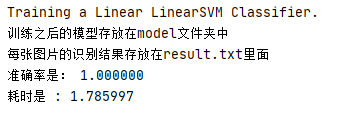 Training a Linear LinearSVM Classifier.
训练之后的模型存放在model文件夹中
每张图片的识别结果存放在result.txt里面
准确率是： 1.000000
耗时是 : 1.785997